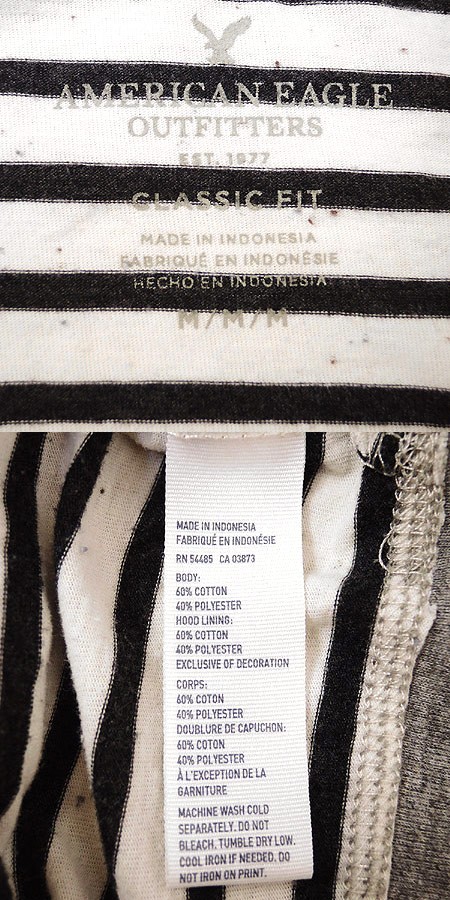 AMERICAN EAGLE
OUTFITTERS
EST. 1977
CLASSIC FIT
MADE IN INDONESIA
FABRIQUÉ EN INDONÉSIE
HECHO EN INDONESIA
M/M/M
MADE IN INDONESIA
FABRIQUÉ EN INDONÉSIE
RN 54485 CA 03873
BODY:
60% COTTON
40% POLYESTER
HOOD LINING:
60% COTTON
40% POLYESTER
EXCLUSIVE OF DECORATION
CORPS:
60% COTON
40% POLYESTER
DOUBLURE DE CAPUCHON:
60% COTON
40% POLYESTER
À L'EXCEPTION DE LA
GARNITURE
MACHINE WASH COLD
SEPARATELY. DO NOT
BLEACH. TUMBLE DRY LOW.
COOL IRON IF NEEDED. DO
NOT IRON ON PRINT.